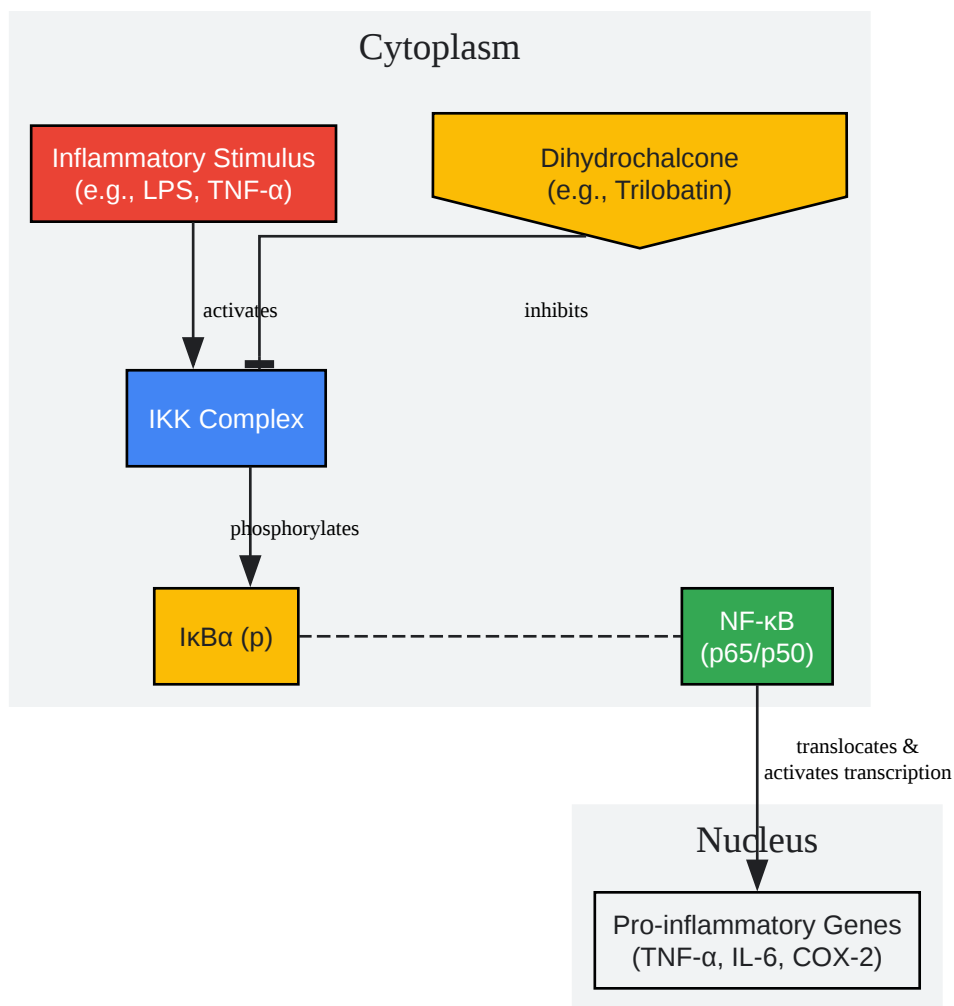 Cytoplasm
Inflammatory Stimulus
(e.g., LPS, TNF-α)
Dihydrochalcone
(e.g., Trilobatin)
activates
inhibits
IKK Complex
phosphorylates
IκBα (p)
NF-κB
(p65/p50)
translocates &
activates transcription
Nucleus
Pro-inflammatory Genes
(TNF-α, IL-6, COX-2)